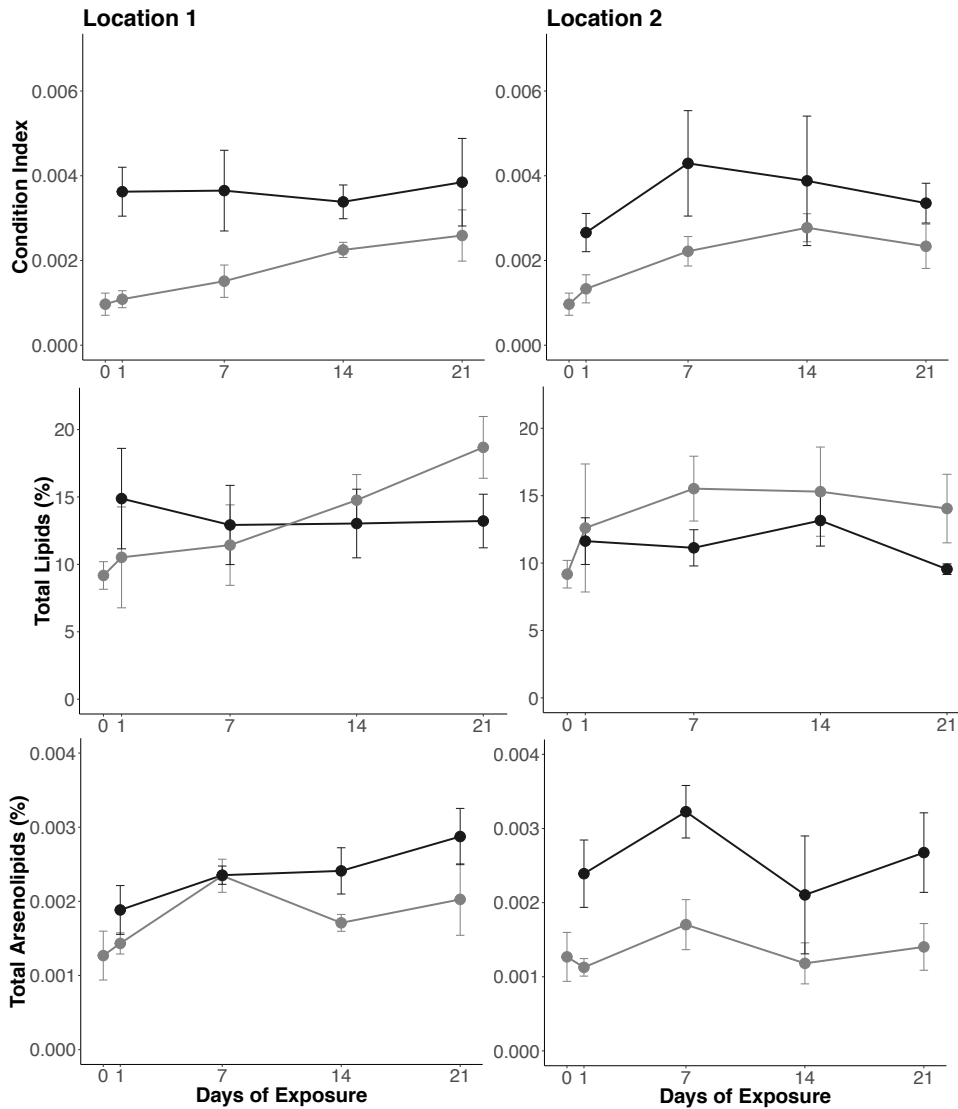 Location 1
Location 2
Condition Index
0.006
0.004
0.002
0.000
0 1 7 14 21
0.006
0.004
0.002
0.000
0 1 7 14 21
Total Lipids (%)
20
15
10
5
0
0 1 7 14 21
20
15
10
5
0
0 1 7 14 21
Total Arsenolipids (%)
0.004
0.003
0.002
0.001
0.000
0 1 7 14 21
Days of Exposure
0.004
0.003
0.002
0.001
0.000
0 1 7 14 21
Days of Exposure